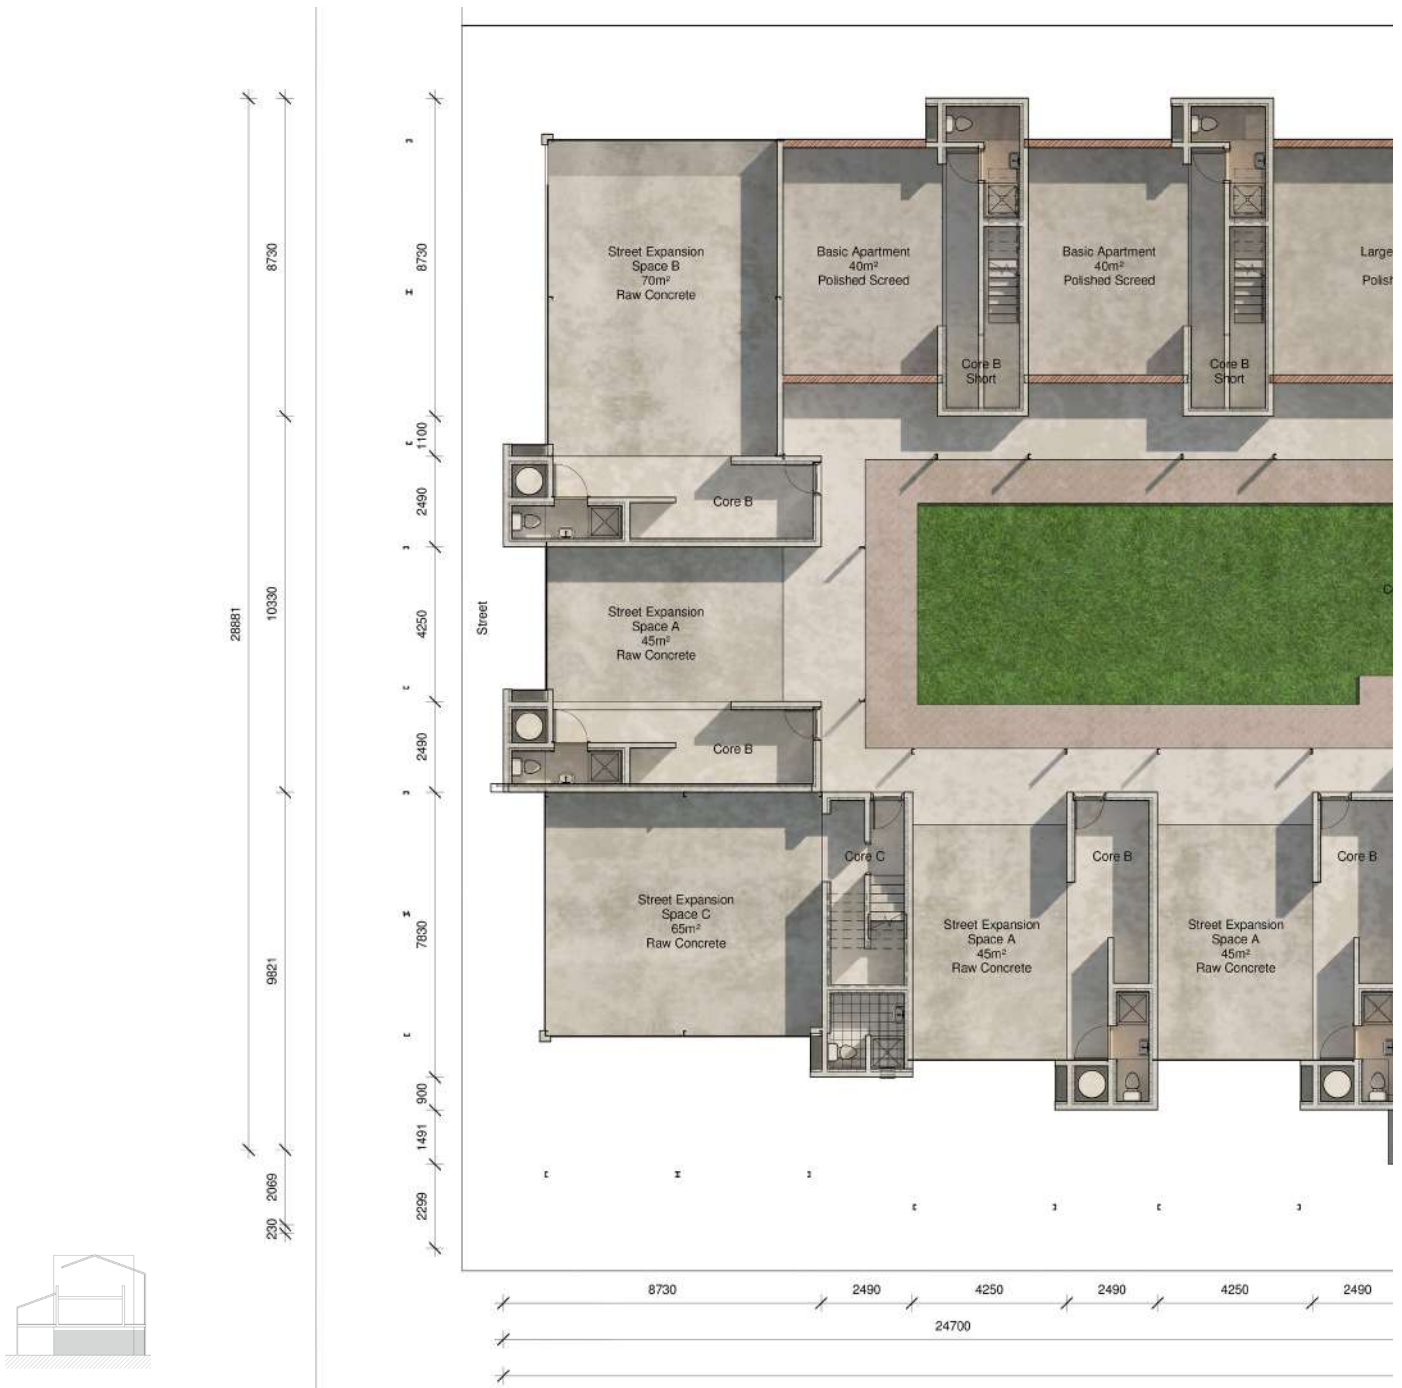 Street Expansion
Space B
70m²
Raw Concrete
Basic Apartment
40m²
Polished Screed
Basic Apartment
40m²
Polished Screed
Large
Polish
Core B
Short
Core B
Short
8730
8730
1100
2490
Core B
28881
10330
4250
Street
Street Expansion
Space A
45m²
Raw Concrete
2490
Core B
Core C
Core B
Core B
Street Expansion
Space C
65m²
Raw Concrete
Street Expansion
Space A
45m²
Raw Concrete
Street Expansion
Space A
45m²
Raw Concrete
9821
7830
900
1491
2069
2299
230
8730
2490
4250
2490
4250
2490
24700